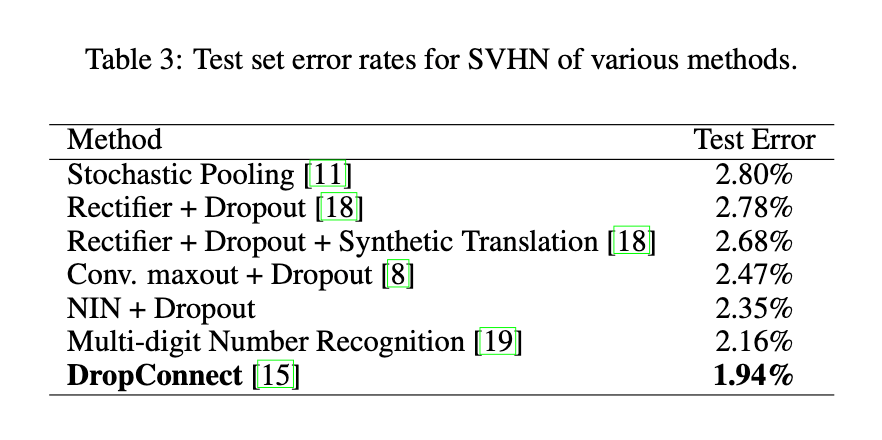 Table 3: Test set error rates for SVHN of various methods.
Method Test Error
Stochastic Pooling [11] 2.80%
Rectifier + Dropout [18] 2.78%
Rectifier + Dropout + Synthetic Translation [18] 2.68%
Conv. maxout + Dropout [8] 2.47%
NIN + Dropout 2.35%
Multi-digit Number Recognition [19] 2.16%
DropConnect [15] 1.94%